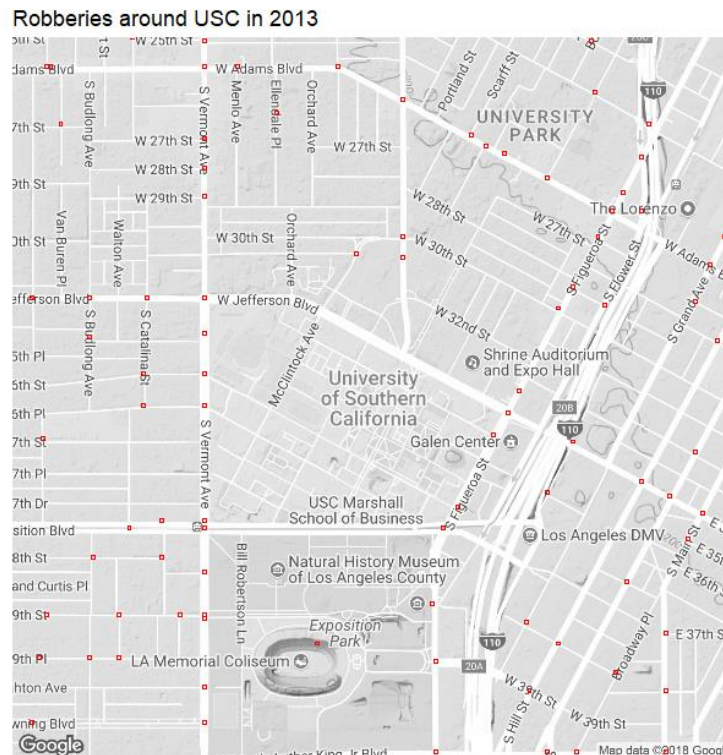 Robberies around USC in 2013
W 25th St
Adams Blvd
W Adams Blvd
S Budlong Ave
S Vermont Ave
Menlo Ave
Ellendale Pl
Orchard Ave
Portland St
Scarff St
110
UNIVERSITY
PARK
7th St
W 27th St
W 27th St
W 28th St
W 29th St
9th St
Van Buren Pl
Walton Ave
W 28th St
W 27th St
The Lorenzo
0th St
W 30th St
Orchard Ave
W 30th St
S Figueroa St
S Flower St
W Adams B
S Grand Ave
efferson Blvd
W Jefferson Blvd
S Budlong Ave
S Catalina St
McClintock Ave
W 32nd St
5th Pl
Shrine Auditorium
and Expo Hall
6th St
University
of Southern
California
6th Pl
20B
110
7th St
S Vermont Ave
Galen Center
7th Pl
S Figueroa St
7th Dr
USC Marshall
School of Business
sition Blvd
Los Angeles DMV
S Main St
E 35
E 36th
8th St
Bill Robertson Ln
Natural History Museum
of Los Angeles County
and Curtis Pl
9th St
Exposition
Park
110
Broadway Pl
E 37th S
9th Pl
LA Memorial Coliseum
20A
W 39th St
hton Ave
S Hill St
W 39th St
wning Blvd
Google
Map data ©2018 Goog